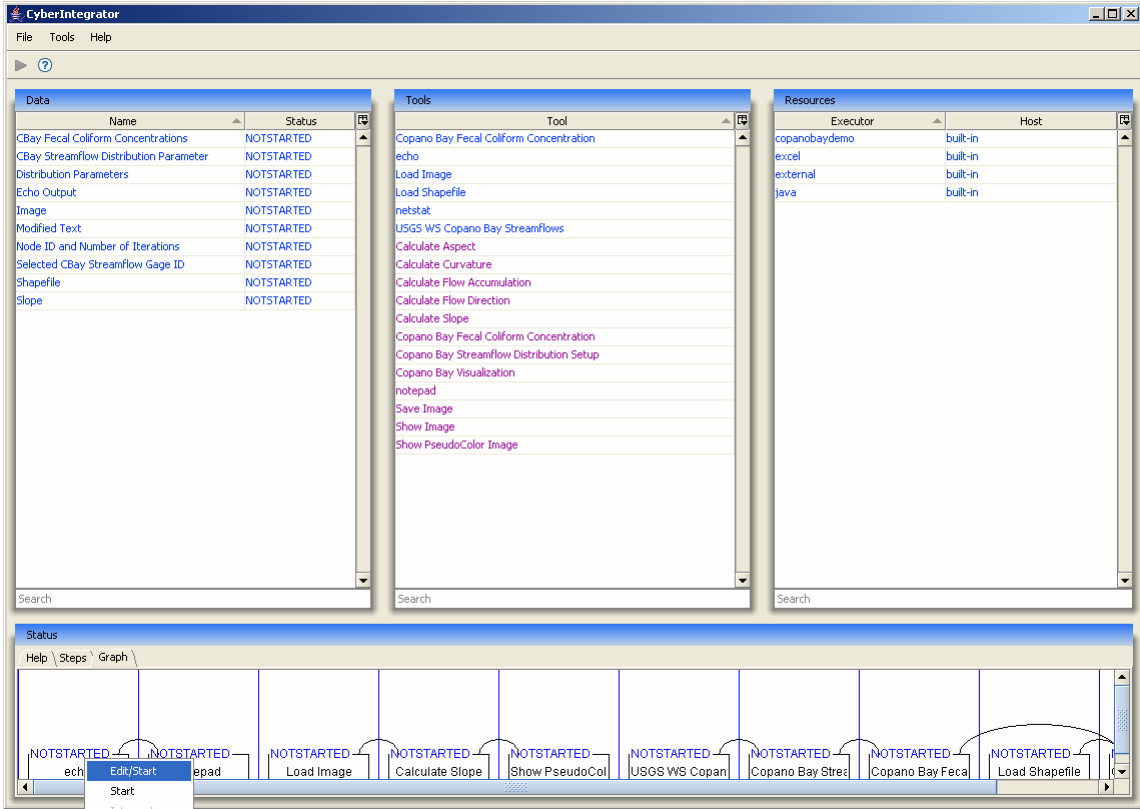 CyberIntegrator
File Tools Help
Data
Name Status
CBay Fecal Coliform Concentrations NOTSTARTED
CBay Streamflow Distribution Parameter NOTSTARTED
Distribution Parameters NOTSTARTED
Echo Output NOTSTARTED
Image NOTSTARTED
Modified Text NOTSTARTED
Node ID and Number of Iterations NOTSTARTED
Selected CBay Streamflow Gage ID NOTSTARTED
Shapefile NOTSTARTED
Slope NOTSTARTED
Search
Tools
Tool
Copano Bay Fecal Coliform Concentration
echo
Load Image
Load Shapefile
netstat
USGS WS Copano Bay Streamflows
Calculate Aspect
Calculate Curvature
Calculate Flow Accumulation
Calculate Flow Direction
Calculate Slope
Copano Bay Fecal Coliform Concentration
Copano Bay Streamflow Distribution Setup
Copano Bay Visualization
notepad
Save Image
Show Image
Show PseudoColor Image
Search
Resources
Executor Host
copanobaydemo built-in
excel built-in
external built-in
java built-in
Search
Status
Help Steps Graph
NOTSTARTED NOTSTARTED NOTSTARTED NOTSTARTED NOTSTARTED NOTSTARTED NOTSTARTED NOTSTARTED NOTSTARTED
ech epad Load Image Calculate Slope Show PseudoCol USGS WS Copan Copano Bay Strea Copano Bay Feca Load Shapefile
Edit/Start
Start